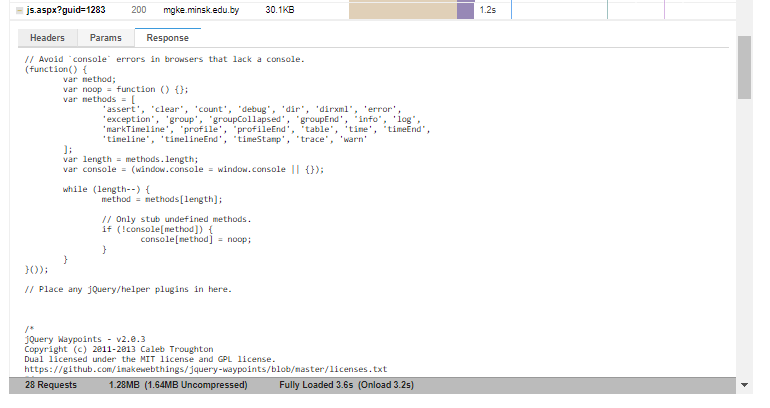 js.aspx?guid=1283 200 mgke.minsk.edu.by 30.1KB 1.2s
Headers Params Response
// Avoid `console` errors in browsers that lack a console.
(function() {
var method;
var noop = function () {};
var methods = [
'assert', 'clear', 'count', 'debug', 'dir', 'dirxml', 'error',
'exception', 'group', 'groupCollapsed', 'groupEnd', 'info', 'log',
'markTimeline', 'profile', 'profileEnd', 'table', 'time', 'timeEnd',
'timeline', 'timelineEnd', 'timeStamp', 'trace', 'warn'
];
var length = methods.length;
var console = (window.console = window.console || {});
while (length--) {
method = methods[length];
// Only stub undefined methods.
if (!console[method]) {
console[method] = noop;
}
}
}());
// Place any jQuery/helper plugins in here.
/*
jQuery Waypoints - v2.0.3
Copyright (c) 2011-2013 Caleb Troughton
Dual licensed under the MIT license and GPL license.
https://github.com/imakewebthings/jquery-waypoints/blob/master/licenses.txt
28 Requests 1.28MB (1.64MB Uncompressed) Fully Loaded 3.6s (Onload 3.2s)